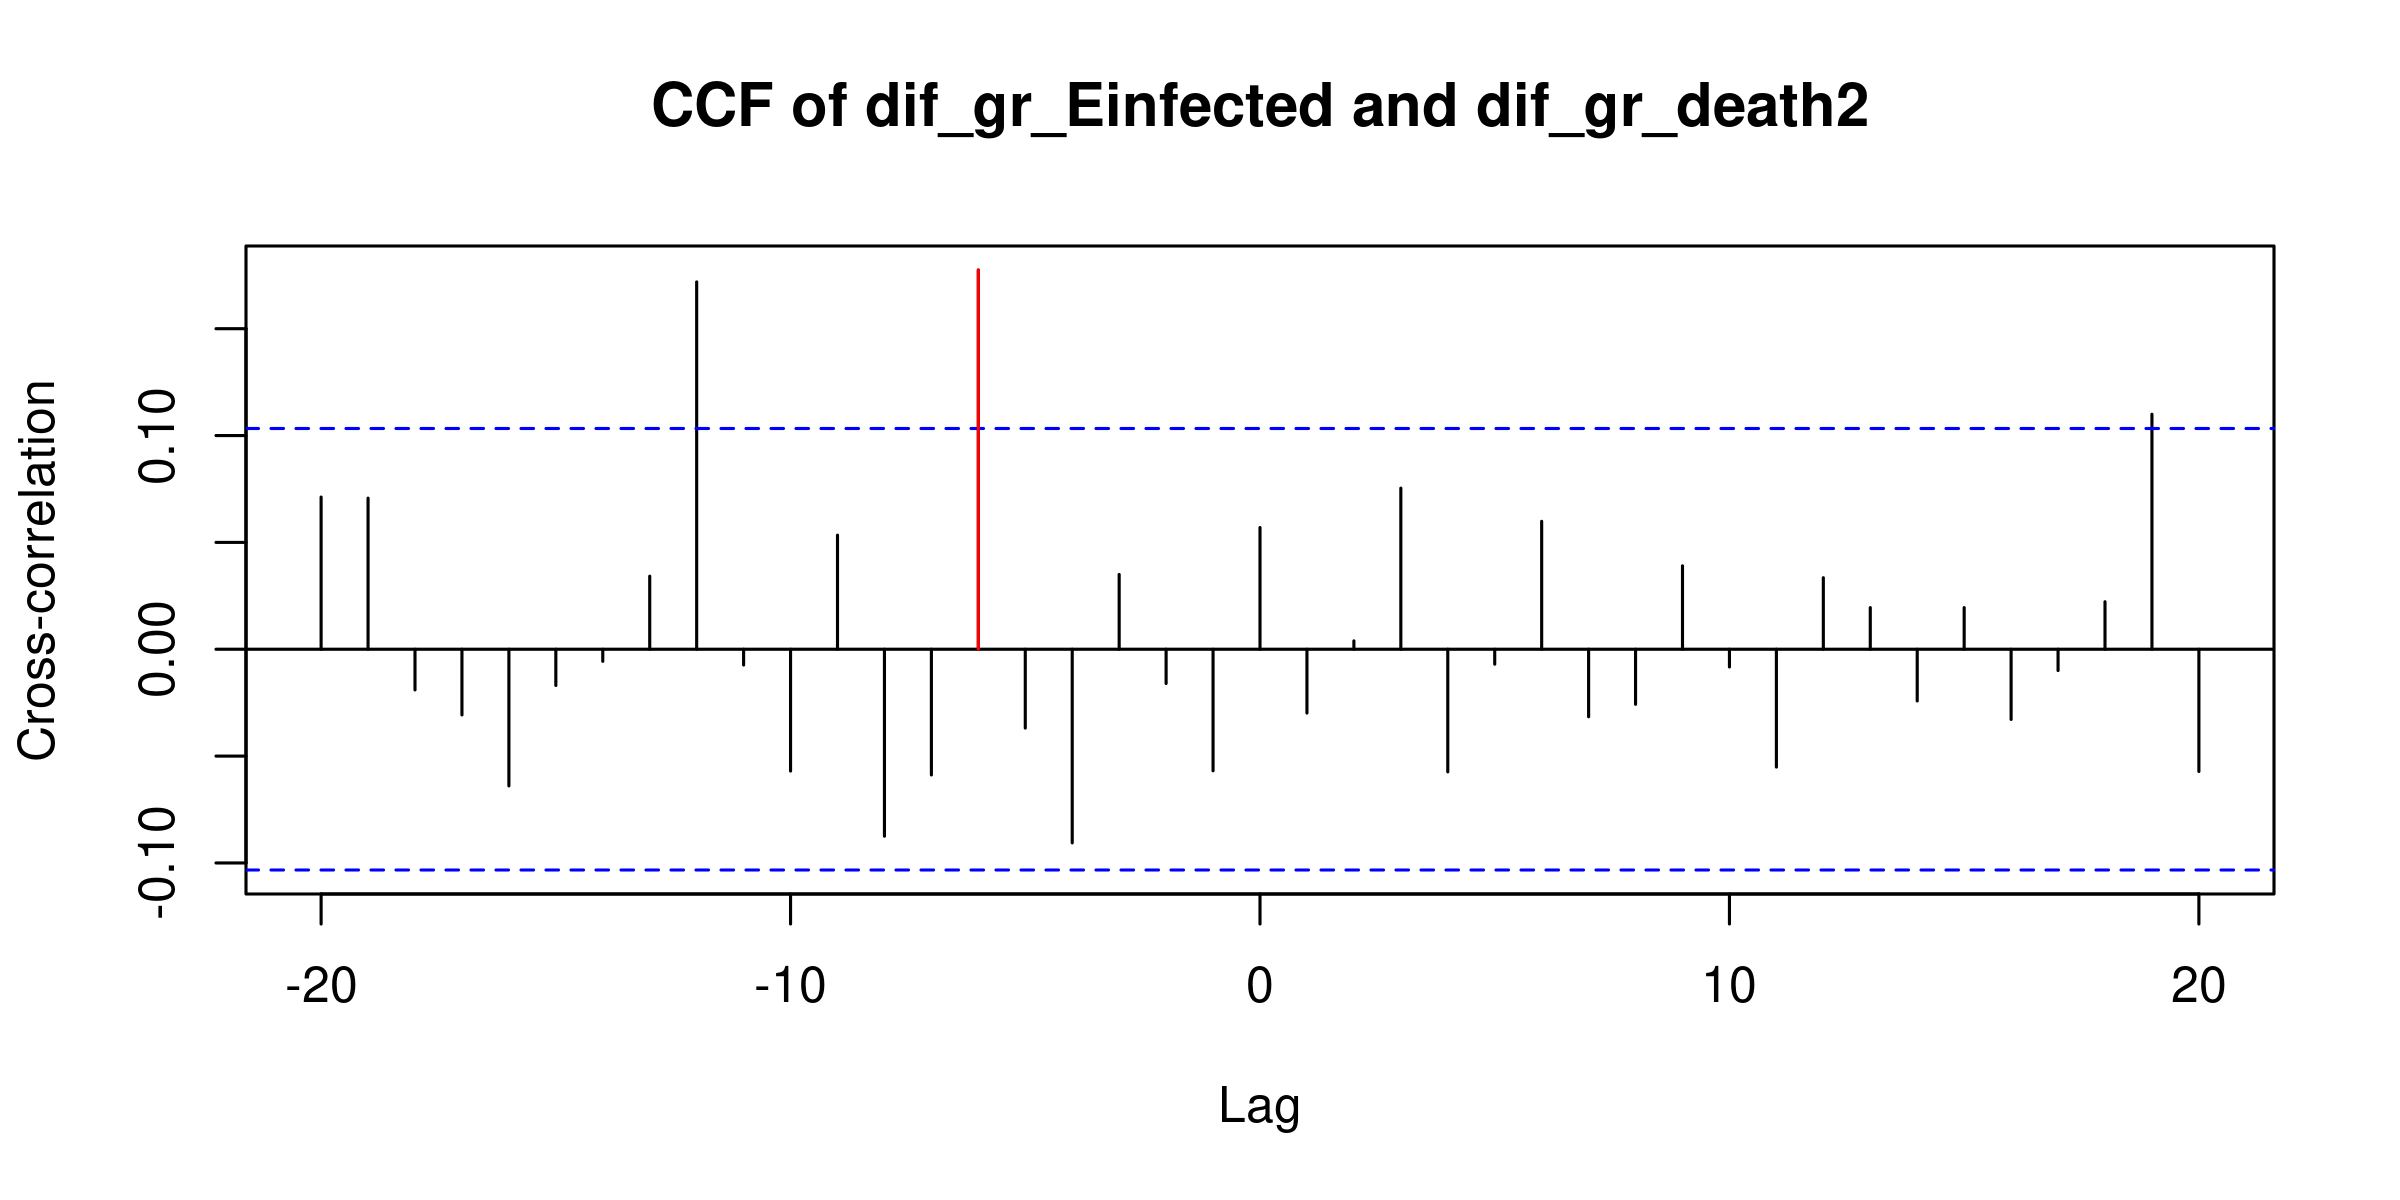 CCF of dif_gr_Einfected and dif_gr_death2
Cross-correlation
0.10
0.00
-0.10
-20 -10 0 10 20
Lag